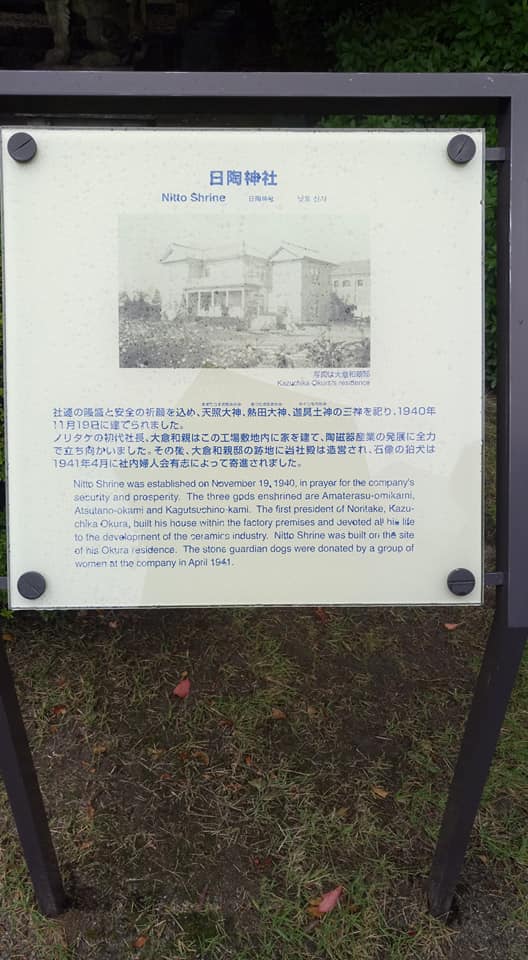 日陶神社
Nitto Shrine 日陶神社 닛토 신사
写真は大倉和親邸
Kazuchika Okura's residence
社運の隆盛と安全の祈願を込め、天照大神、熱田大神、迦具土神の三神を祀り、1940年
11月19日に建てられました。
ノリタケの初代社長、大倉和親はこの工場敷地内に家を建て、陶磁器産業の発展に全力
で立ち向かいました。その後、大倉和親邸の跡地に当社殿は造営され、石像の狛犬は
1941年4月に社内婦人会有志によって寄進されました。
Nitto Shrine was established on November 19, 1940, in prayer for the company's
security and prosperity. The three gods enshrined are Amaterasu-omikami,
Atsutano-okami and Kagutsuchino-kami. The first president of Noritake, Kazu-
chika Okura, built his house within the factory premises and devoted all his life
to the development of the ceramics industry. Nitto Shrine was built on the site
of his Okura residence. The stone guardian dogs were donated by a group of
women at the company in April 1941.